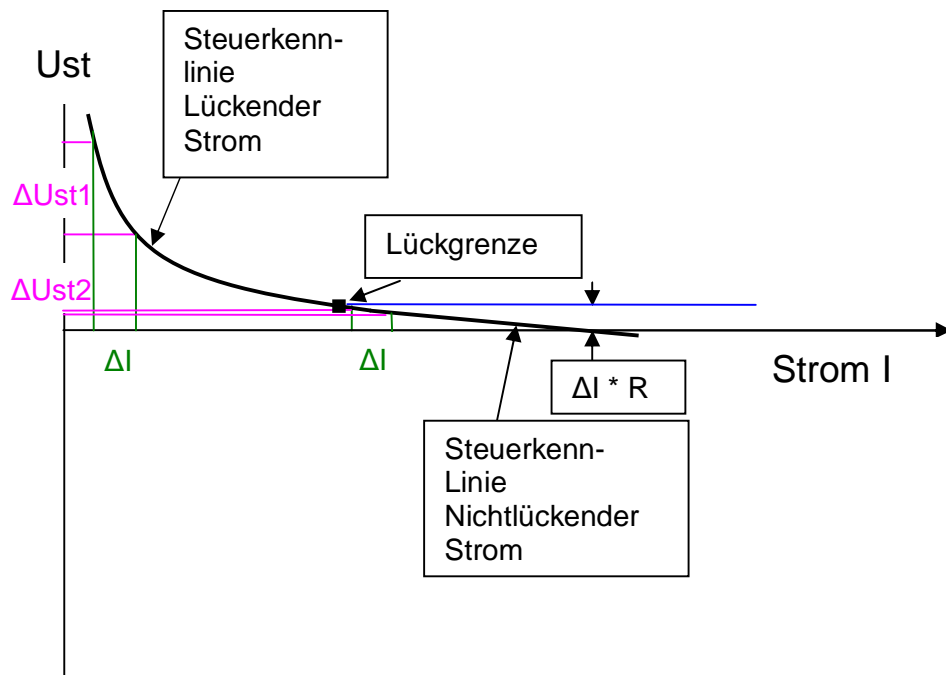 Steuerkenn-
linie
Lückender
Strom
Ust
ΔUst1
Lückgrenze
ΔUst2
ΔI
ΔI
Strom I
ΔI * R
Steuerkenn-
Linie
Nichtlückender
Strom